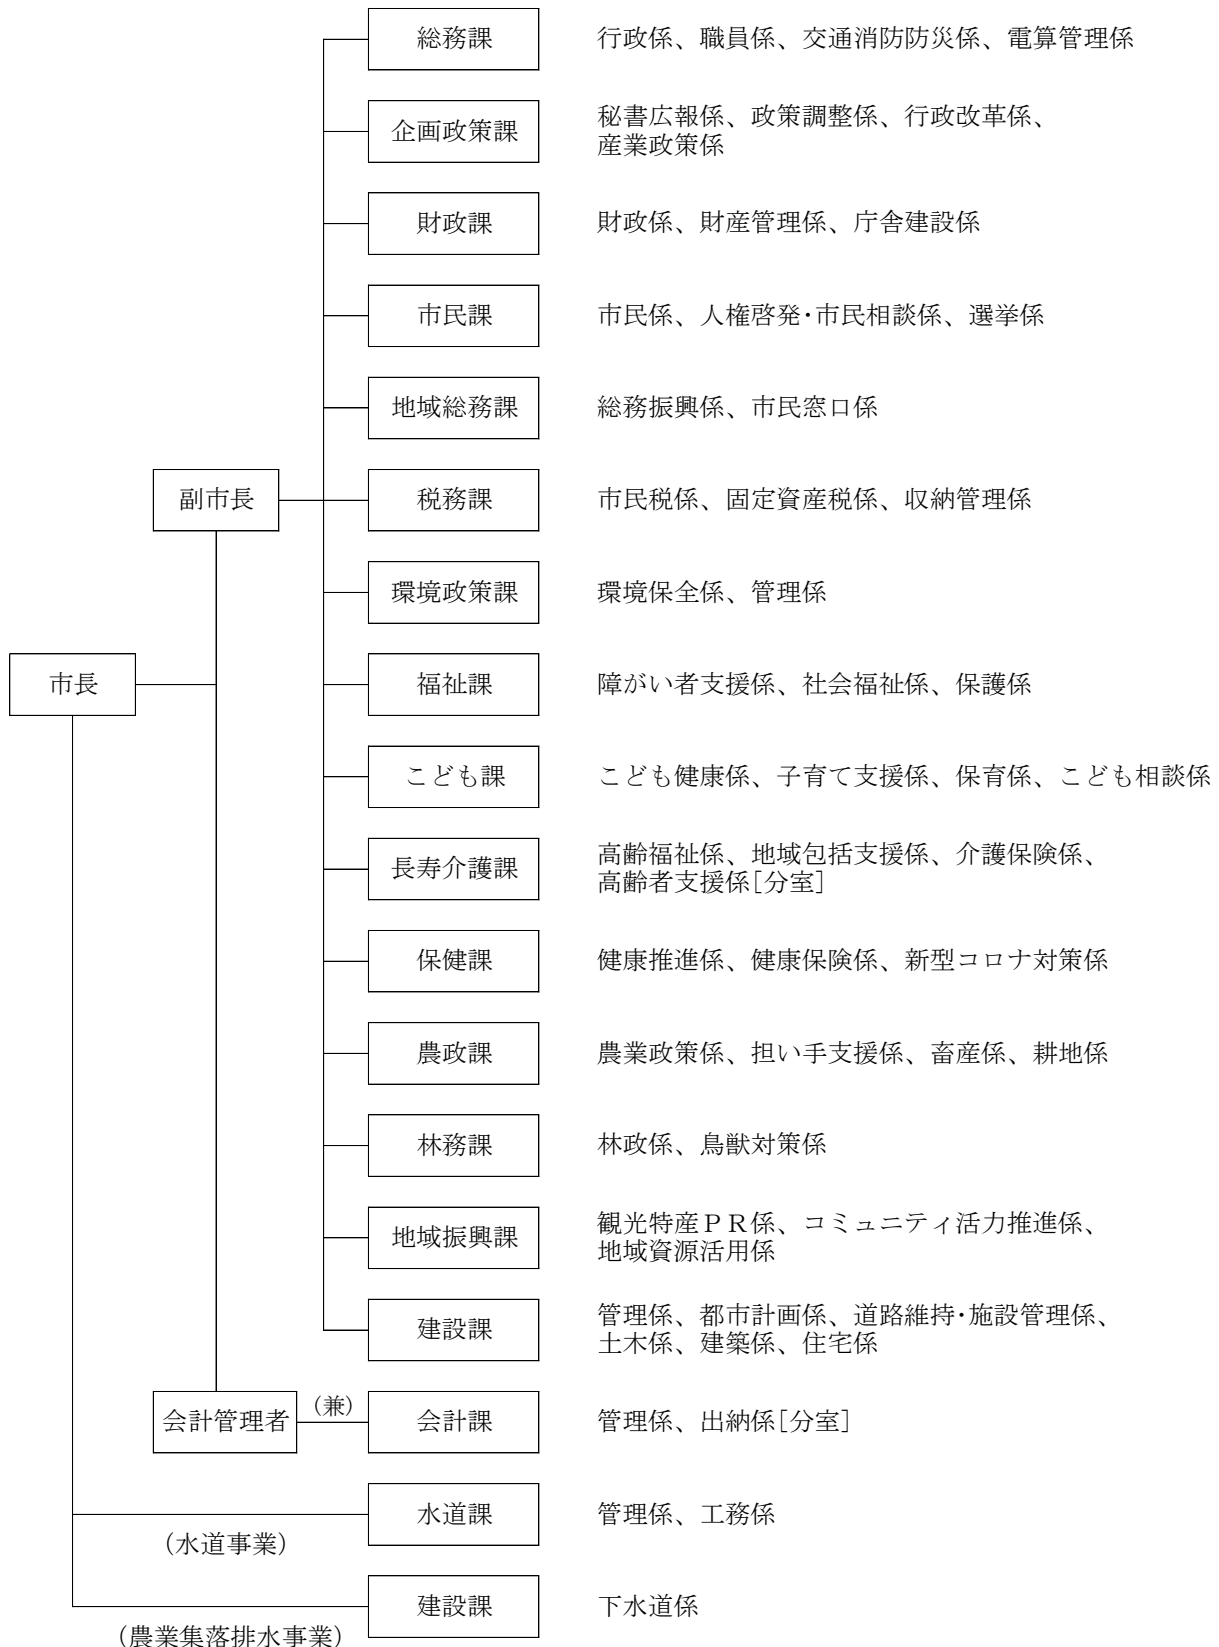 総務課
行政係、職員係、交通消防防災係、電算管理係
企画政策課
秘書広報係、政策調整係、行政改革係、
産業政策係
財政課
財政係、財産管理係、庁舎建設係
市民課
市民係、人権啓発・市民相談係、選挙係
地域総務課
総務振興係、市民窓口係
副市長
税務課
市民税係、固定資産税係、収納管理係
環境政策課
環境保全係、管理係
市長
福祉課
障がい者支援係、社会福祉係、保護係
こども課
こども健康係、子育て支援係、保育係、こども相談係
長寿介護課
高齢福祉係、地域包括支援係、介護保険係、
高齢者支援係[分室]
保健課
健康推進係、健康保険係、新型コロナ対策係
農政課
農業政策係、担い手支援係、畜産係、耕地係
林務課
林政係、鳥獣対策係
地域振興課
観光特産ＰＲ係、コミュニティ活力推進係、
地域資源活用係
建設課
管理係、都市計画係、道路維持・施設管理係、
土木係、建築係、住宅係
会計管理者
（兼）
会計課
管理係、出納係[分室]
水道課
管理係、工務係
（水道事業）
建設課
下水道係
（農業集落排水事業）